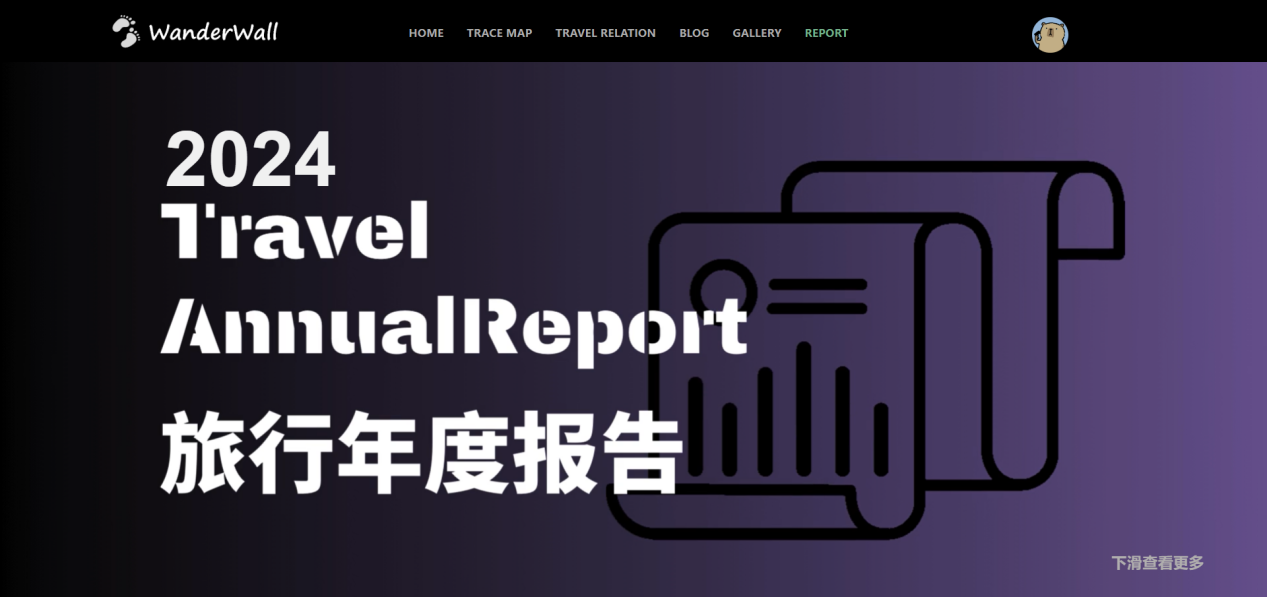 WanderWall
HOME TRACE MAP TRAVEL RELATION BLOG GALLERY REPORT
2024
Travel
AnnualReport
旅行年度报告
下滑查看更多